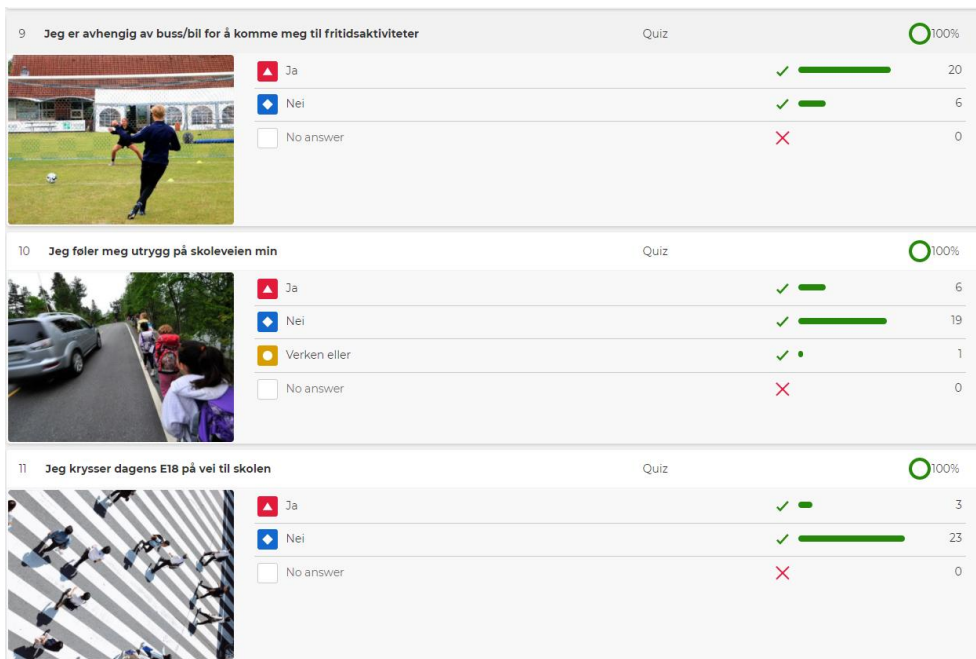 9 Jeg er avhengig av buss/bil for å komme meg til fritidsaktiviteter Quiz 100%
Ja 20
Nei 6
No answer 0
10 Jeg føler meg utrygg på skoleveien min Quiz 100%
Ja 6
Nei 19
Verken eller 1
No answer 0
11 Jeg krysser dagens E18 på vei til skolen Quiz 100%
Ja 3
Nei 23
No answer 0